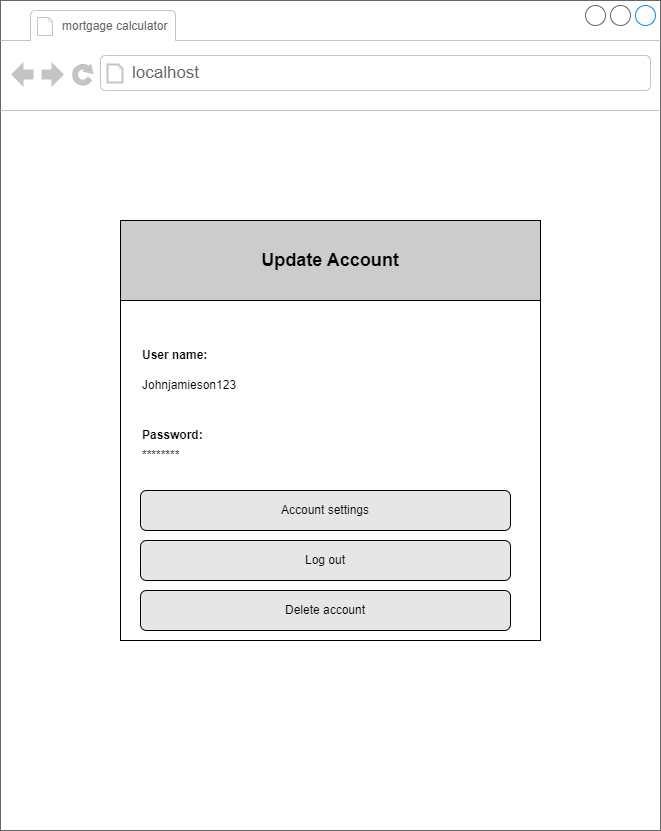 mortgage calculator
localhost
Update Account
User name:
Johnjamieson123
Password:
********
Account settings
Log out
Delete account